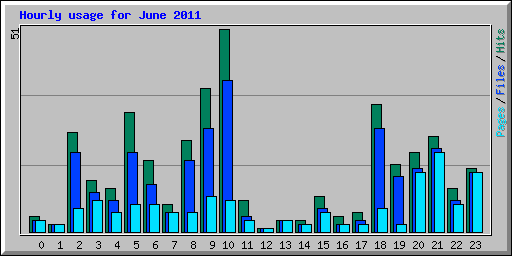 Hourly usage for June 2011
51
Pages/Files/Hits
0 1 2 3 4 5 6 7 8 9 10 11 12 13 14 15 16 17 18 19 20 21 22 23